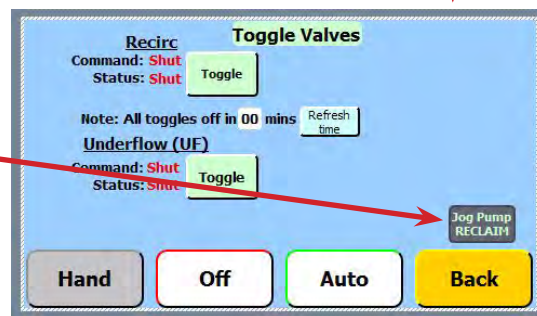 Toggle Valves
Recirc
Command: Shut
Status: Shut
Toggle
Note: All toggles off in 00 mins
Refresh
time
Underflow (UF)
Command: Shut
Status: Shut
Toggle
Jog Pump
RECLAIM
Hand
Off
Auto
Back